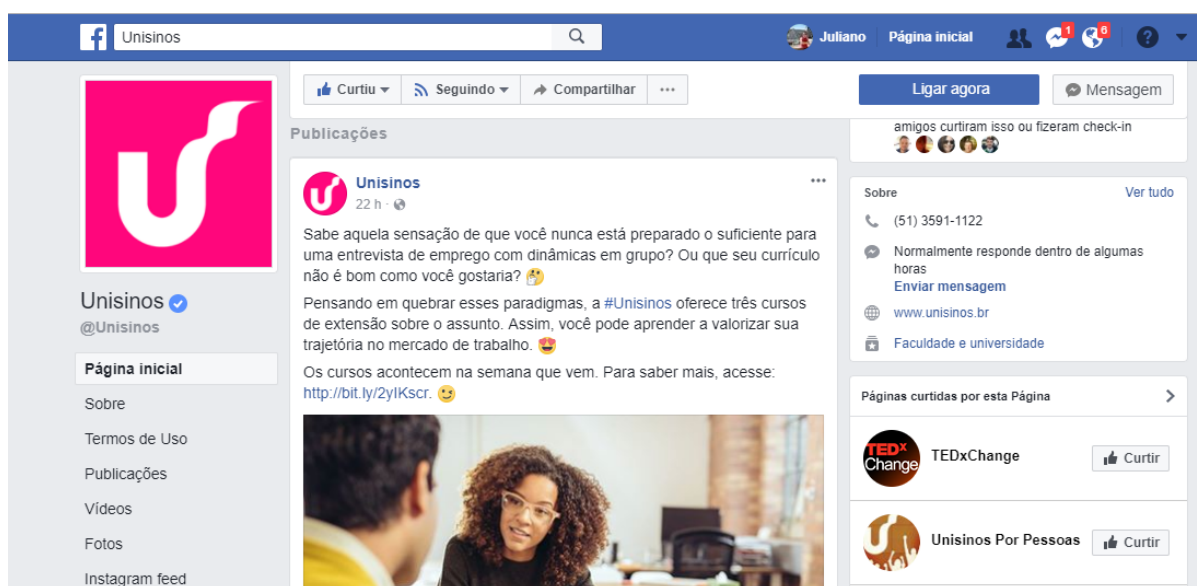 Unisinos
Juliano
Página inicial
1
6
?
Curtiu
Seguindo
Compartilhar
...
Ligar agora
Mensagem
Publicações
Unisinos
22 h ·
Sabe aquela sensação de que você nunca está preparado o suficiente para
uma entrevista de emprego com dinâmicas em grupo? Ou que seu currículo
não é bom como você gostaria? 🤔
Pensando em quebrar esses paradigmas, a #Unisinos oferece três cursos
de extensão sobre o assunto. Assim, você pode aprender a valorizar sua
trajetória no mercado de trabalho. 😍
Os cursos acontecem na semana que vem. Para saber mais, acesse:
http://bit.ly/2yIKscr. 😉
Unisinos
@Unisinos
Página inicial
Sobre
Termos de Uso
Publicações
Vídeos
Fotos
Instagram feed
amigos curtiram isso ou fizeram check-in
Sobre
Ver tudo
(51) 3591-1122
Normalmente responde dentro de algumas
horas
Enviar mensagem
www.unisinos.br
Faculdade e universidade
Páginas curtidas por esta Página
TEDx
Change
TEDxChange
Curtir
Unisinos Por Pessoas
Curtir